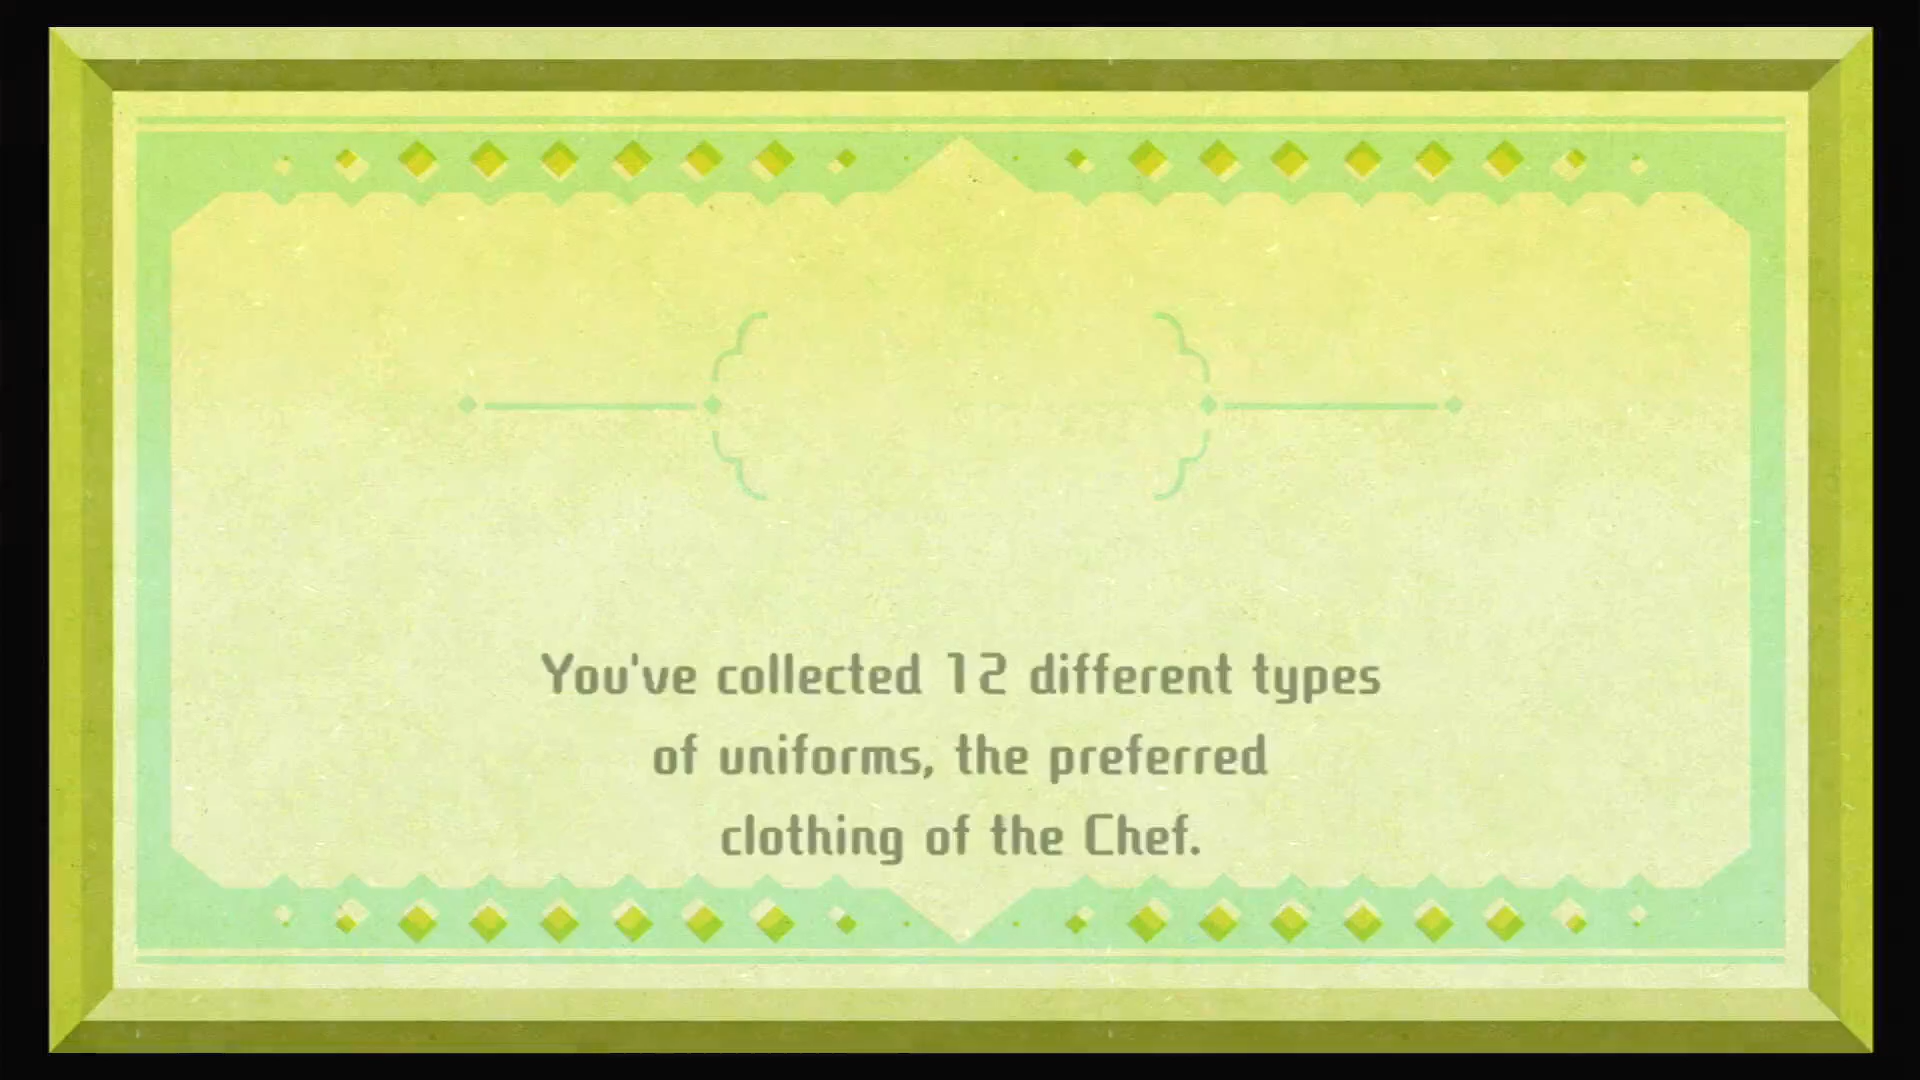 You've collected 12 different types
of uniforms, the preferred
clothing of the Chef.